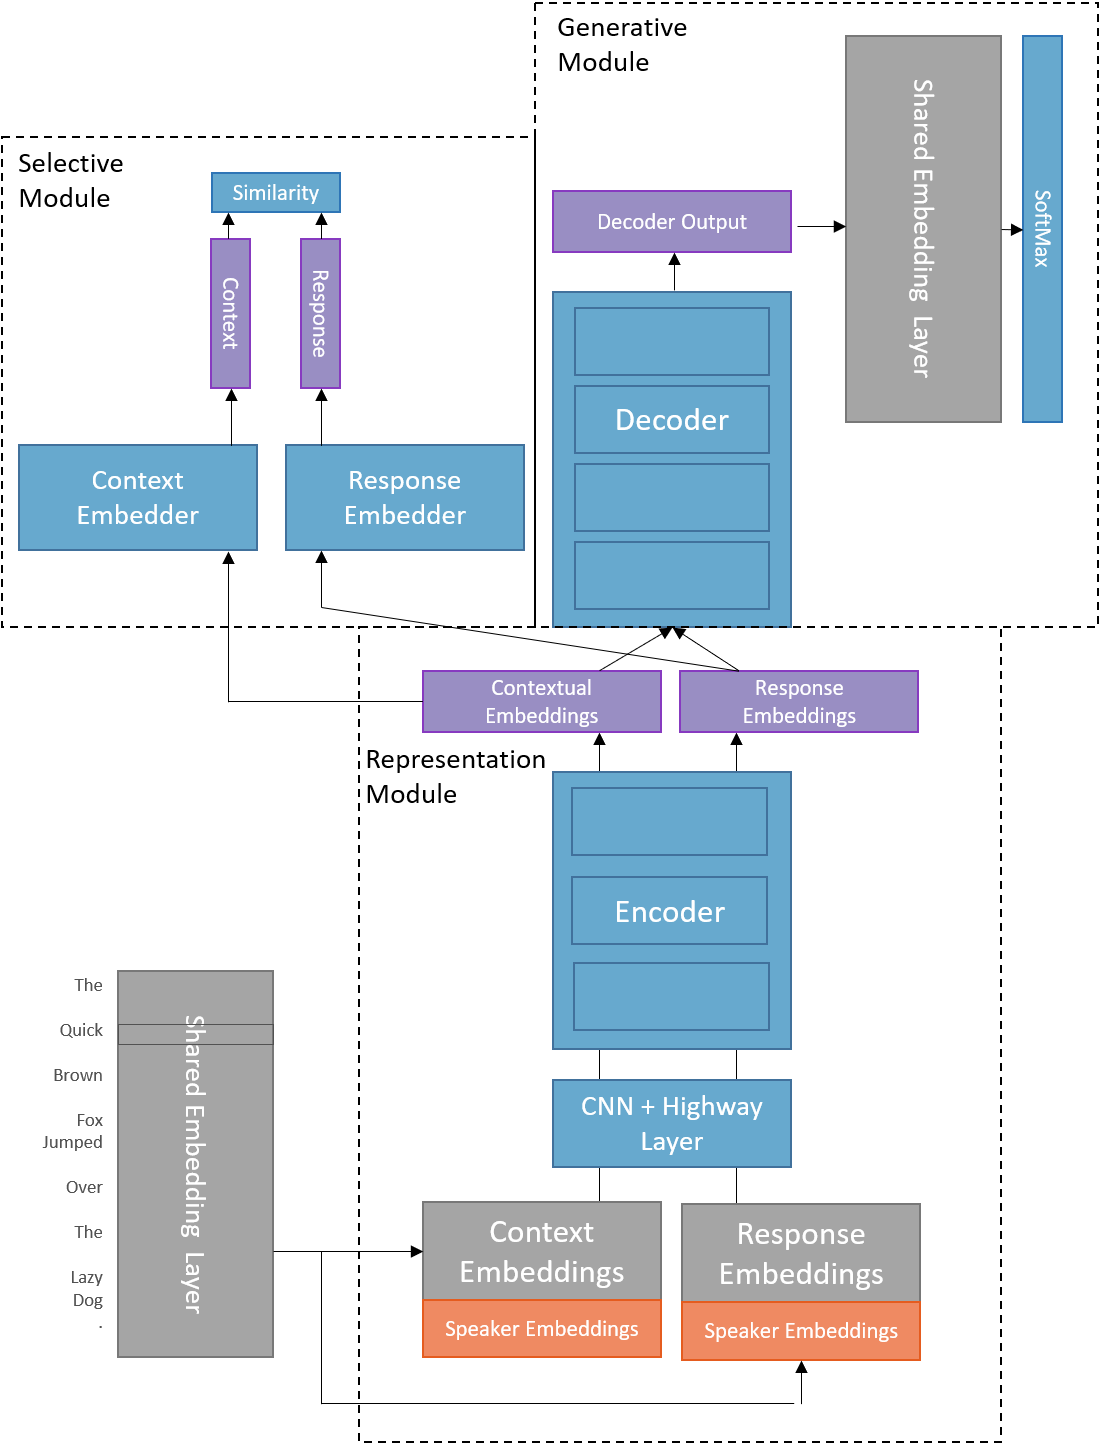 Generative
Module
Shared Embedding Layer
SoftMax
Decoder Output
Decoder
Selective
Module
Similarity
Context
Response
Context
Embedder
Response
Embedder
Contextual
Embeddings
Response
Embeddings
Representation
Module
Encoder
CNN + Highway
Layer
Context
Embeddings
Speaker Embeddings
Response
Embeddings
Speaker Embeddings
The
Quick
Brown
Fox
Jumped
Over
The
Lazy
Dog
.
Shared Embedding Layer